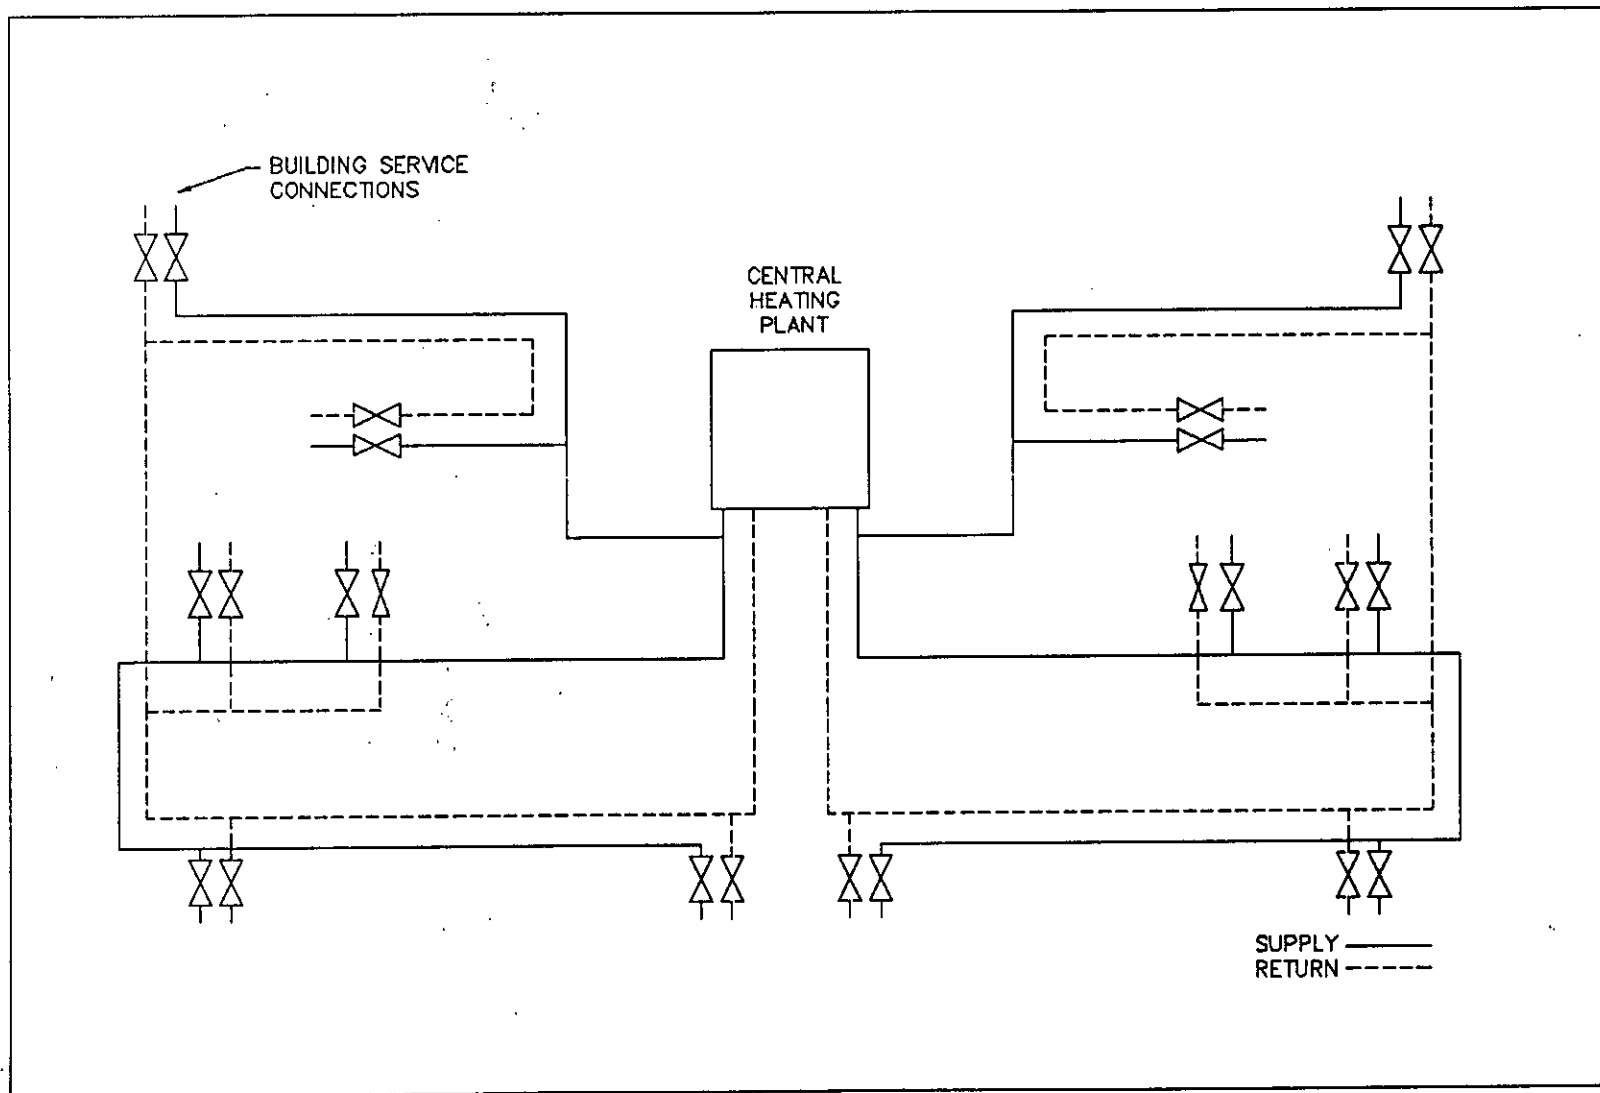 BUILDING SERVICE
CONNECTIONS
CENTRAL
HEATING
PLANT
SUPPLY
RETURN